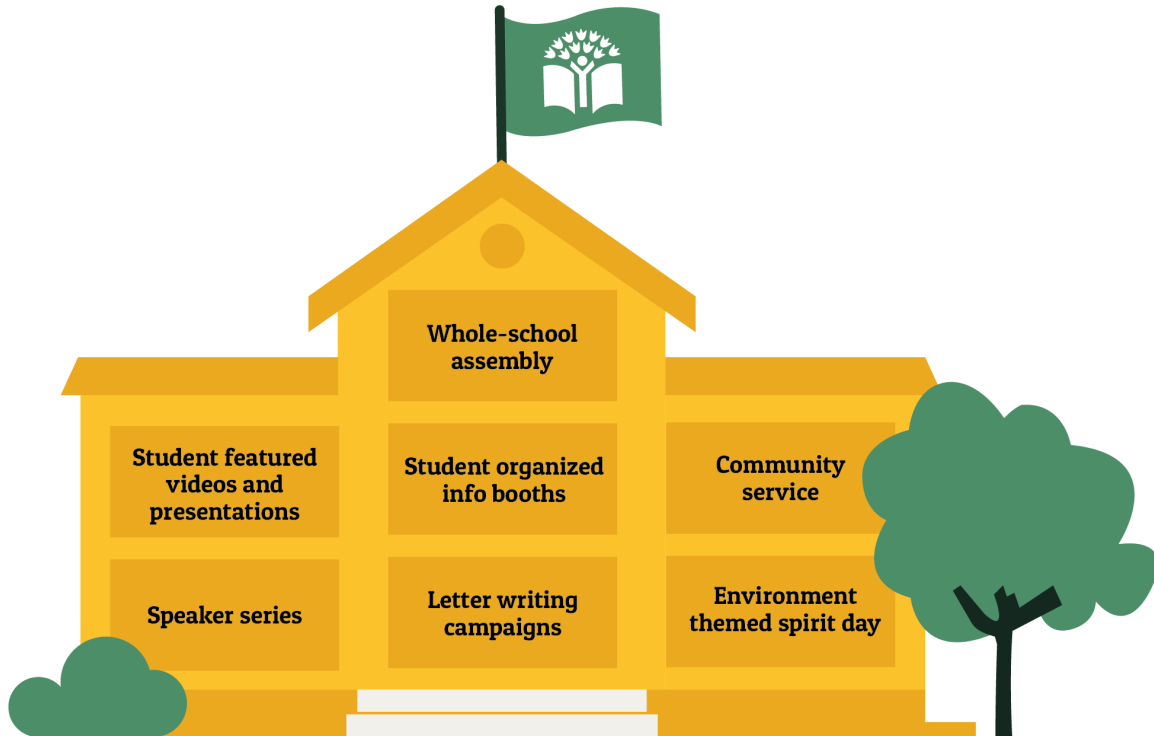 Whole-school
assembly
Student featured
videos and
presentations
Student organized
info booths
Community
service
Speaker series
Letter writing
campaigns
Environment
themed spirit day